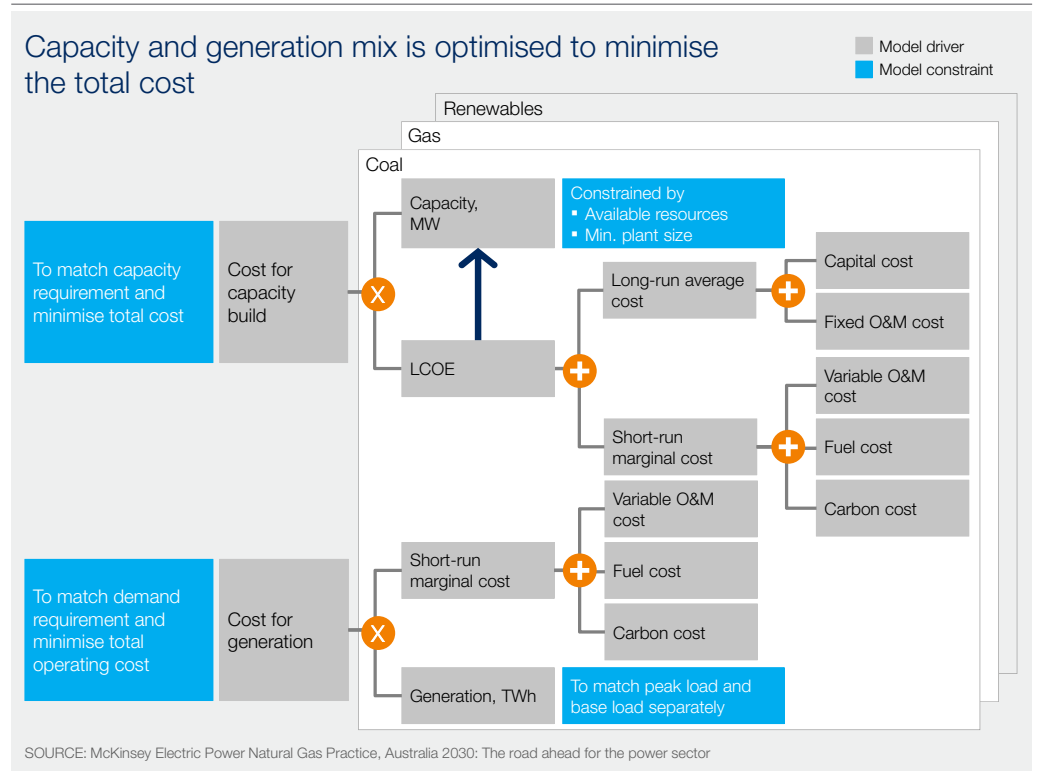 Capacity and generation mix is optimised to minimise
the total cost
Model driver
Model constraint
Renewables
Gas
Coal
Capacity,
MW
Constrained by
▪ Available resources
▪ Min. plant size
To match capacity
requirement and
minimise total cost
Cost for
capacity
build
X
LCOE
+
Long-run average
cost
+
Capital cost
Fixed O&M cost
Short-run
marginal cost
+
Variable O&M
cost
Fuel cost
Carbon cost
To match demand
requirement and
minimise total
operating cost
Cost for
generation
X
Short-run
marginal cost
+
Variable O&M
cost
Fuel cost
Carbon cost
Generation, TWh
To match peak load and
base load separately
SOURCE: McKinsey Electric Power Natural Gas Practice, Australia 2030: The road ahead for the power sector